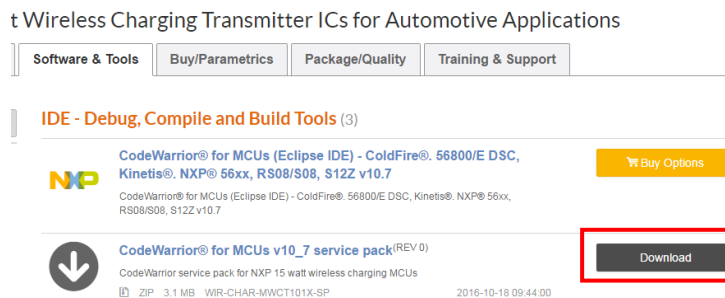 t Wireless Charging Transmitter ICs for Automotive Applications
Software & Tools Buy/Parametrics Package/Quality Training & Support
IDE - Debug, Compile and Build Tools (3)
CodeWarrior® for MCUs (Eclipse IDE) - ColdFire®. 56800/E DSC,
Kinetis®. NXP® 56xx, RS08/S08, S12Z v10.7
Buy Options
NXP
CodeWarrior® for MCUs (Eclipse IDE) - ColdFire®. 56800/E DSC, Kinetis®. NXP® 56xx,
RS08/S08, S12Z v10.7
CodeWarrior® for MCUs v10_7 service pack(REV 0)
Download
CodeWarrior service pack for NXP 15 watt wireless charging MCUs
ZIP 3.1 MB WIR-CHAR-MWCT101X-SP 2016-10-18 09:44:00